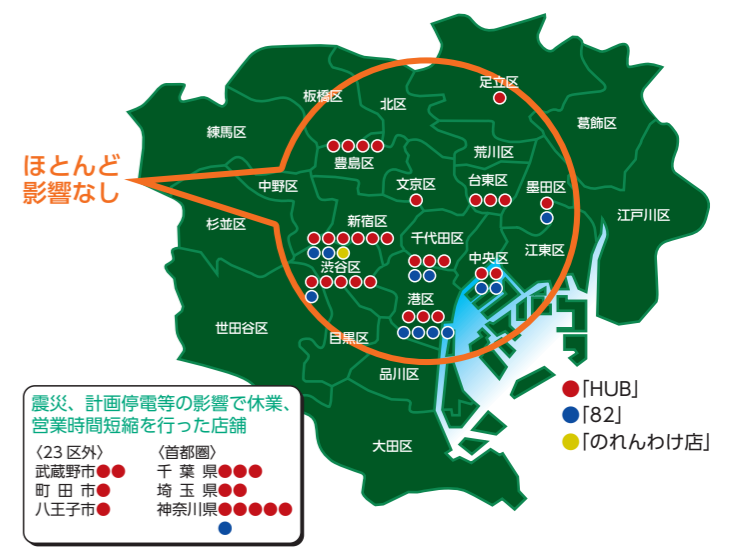 足立区
板橋区
北区
葛飾区
練馬区
荒川区
ほとんど
影響なし
豊島区
中野区
文京区
台東区
墨田区
杉並区
新宿区
江戸川区
千代田区
江東区
渋谷区
中央区
港区
世田谷区
目黒区
品川区
大田区
「HUB」
「82」
「のれんわけ店」
震災、計画停電等の影響で休業、
営業時間短縮を行った店舗
〈23区外〉
武蔵野市
町田市
八王子市
〈首都圏〉
千葉県
埼玉県
神奈川県